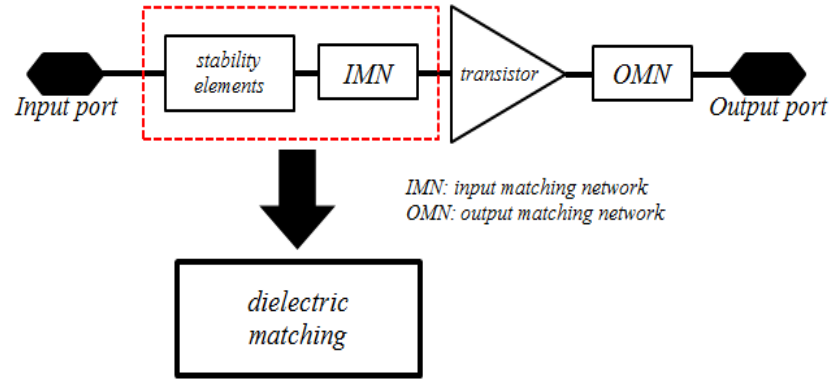 stability
elements
IMN
transistor
OMN
Input port
Output port
IMN: input matching network
OMN: output matching network
dielectric
matching